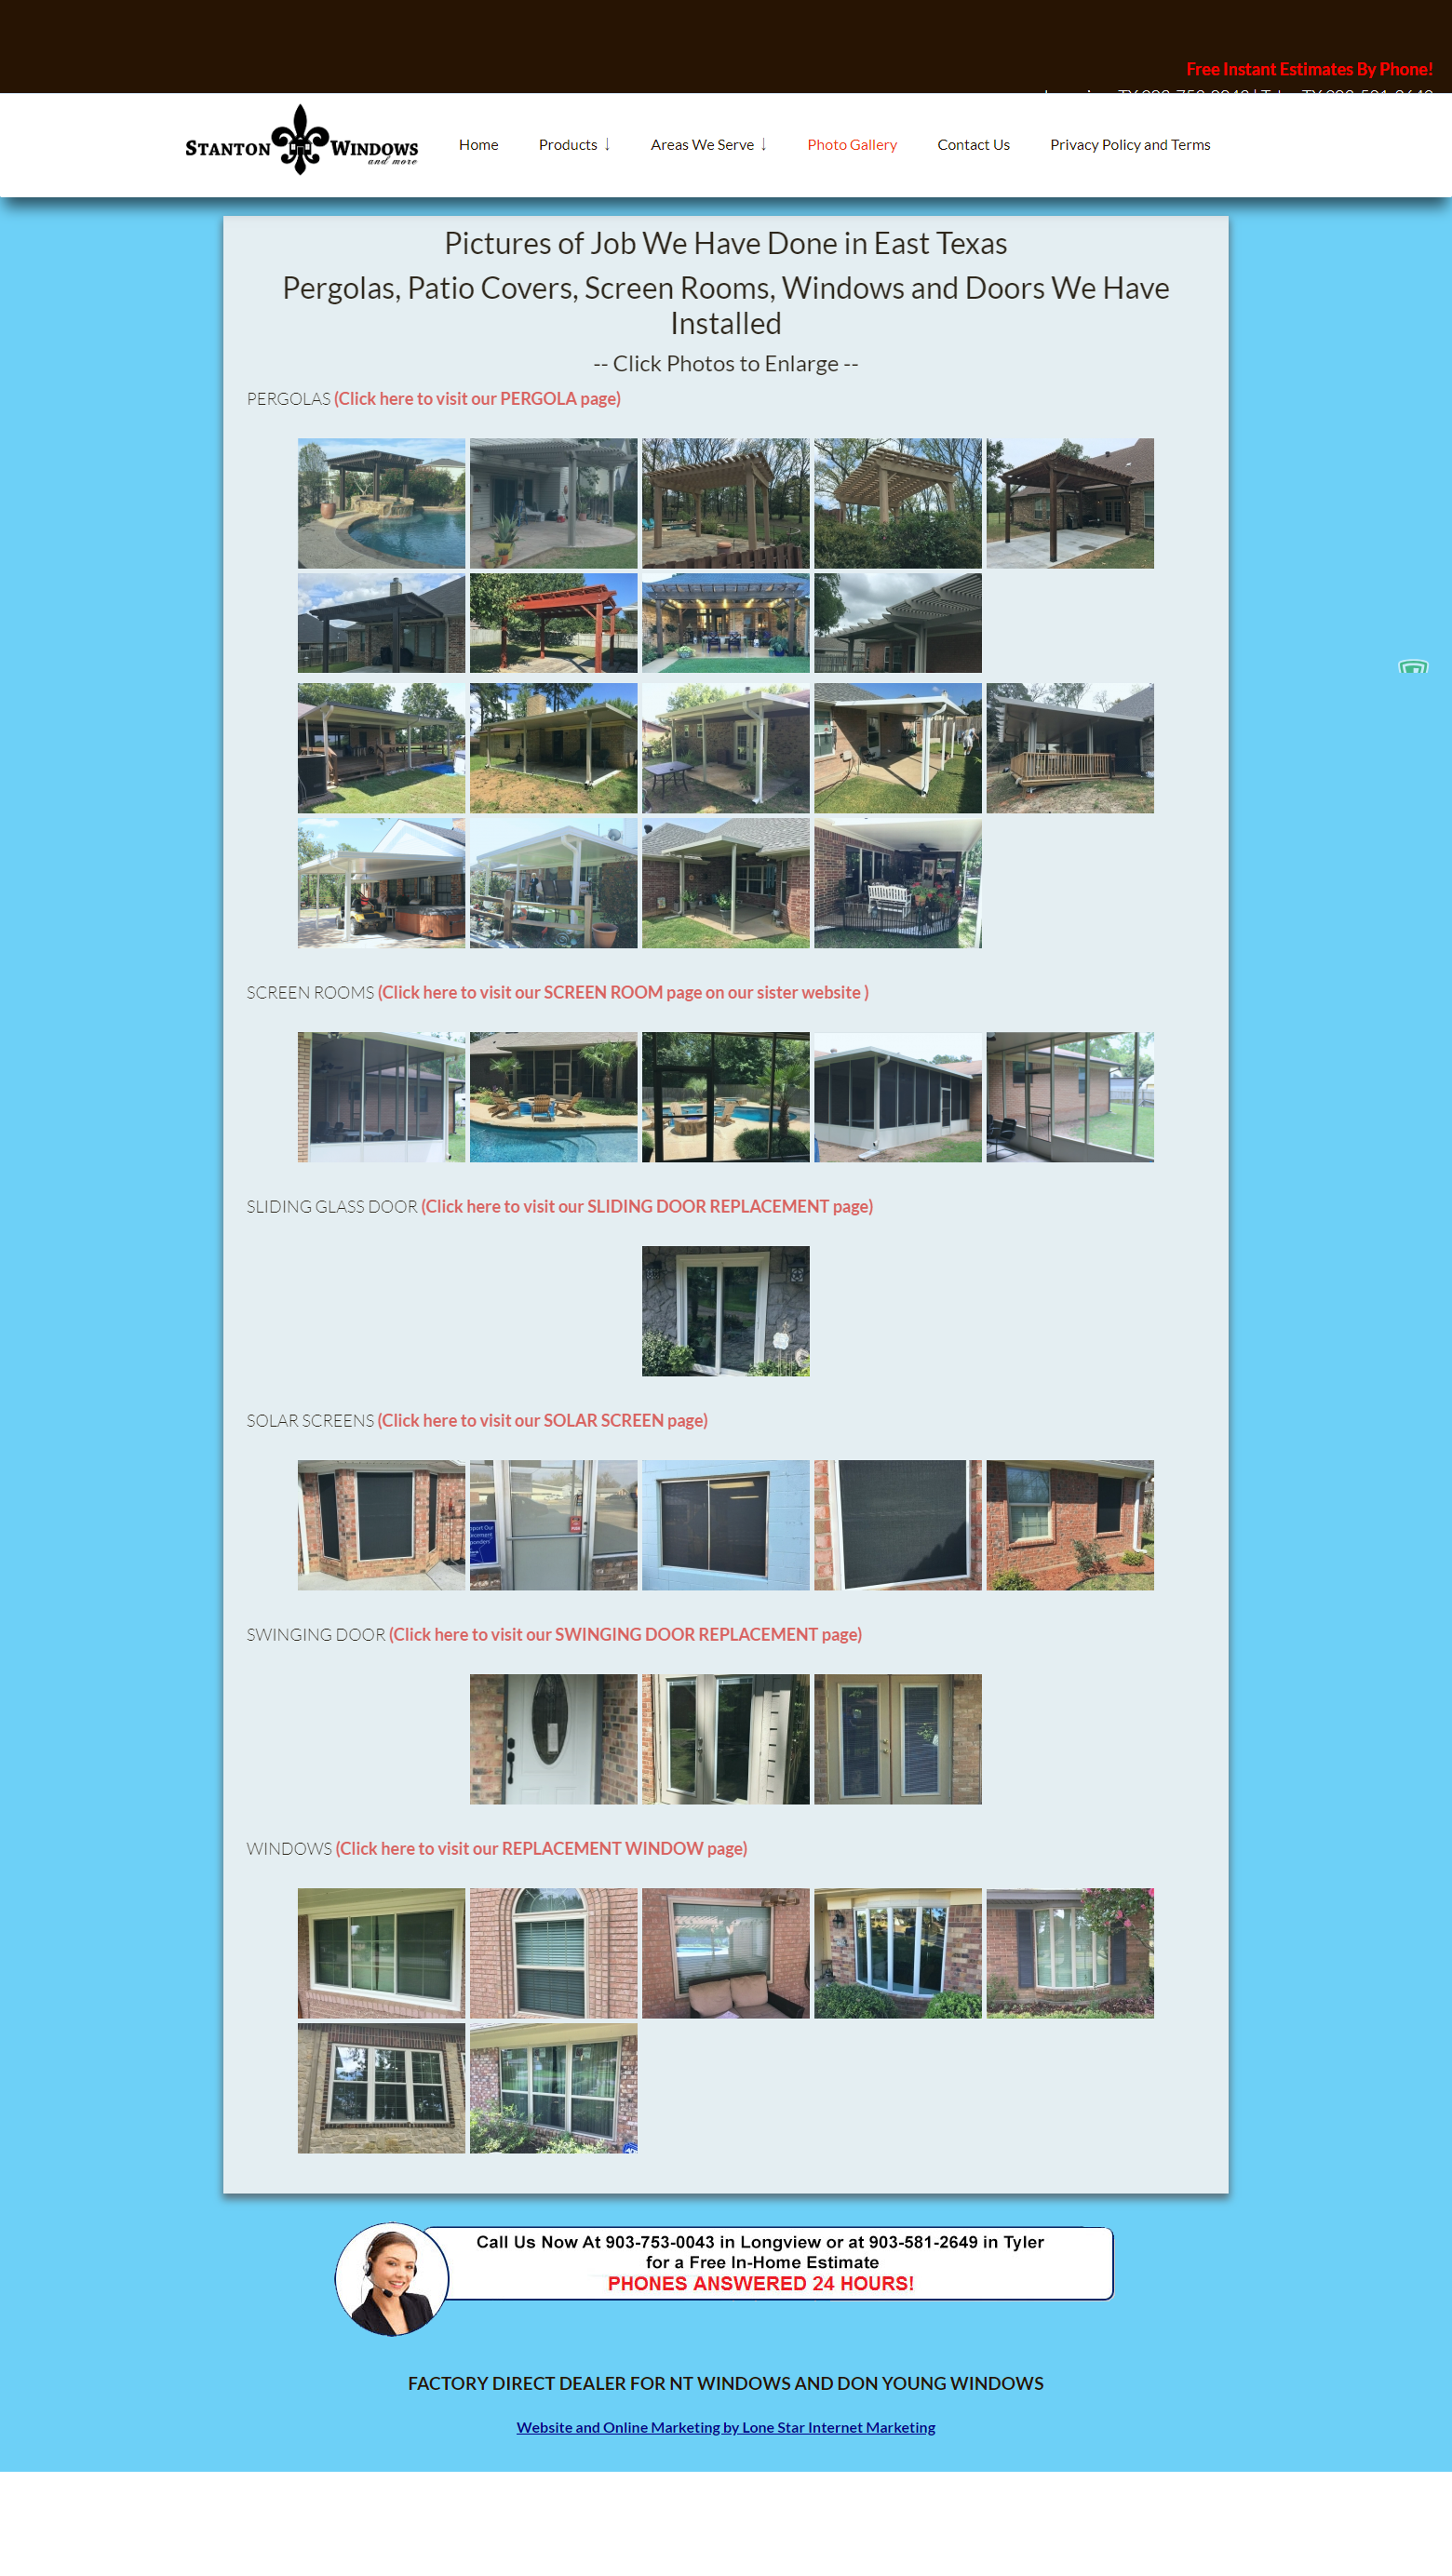 Free Instant Estimates By Phone!
STANTON WINDOWS
and more
Home
Products ↓
Areas We Serve ↓
Photo Gallery
Contact Us
Privacy Policy and Terms
Pictures of Job We Have Done in East Texas
Pergolas, Patio Covers, Screen Rooms, Windows and Doors We Have
Installed
-- Click Photos to Enlarge --
PERGOLAS (Click here to visit our PERGOLA page)
SCREEN ROOMS (Click here to visit our SCREEN ROOM page on our sister website )
SLIDING GLASS DOOR (Click here to visit our SLIDING DOOR REPLACEMENT page)
SOLAR SCREENS (Click here to visit our SOLAR SCREEN page)
SWINGING DOOR (Click here to visit our SWINGING DOOR REPLACEMENT page)
WINDOWS (Click here to visit our REPLACEMENT WINDOW page)
Call Us Now At 903-753-0043 in Longview or at 903-581-2649 in Tyler
for a Free In-Home Estimate
PHONES ANSWERED 24 HOURS!
FACTORY DIRECT DEALER FOR NT WINDOWS AND DON YOUNG WINDOWS
Website and Online Marketing by Lone Star Internet Marketing